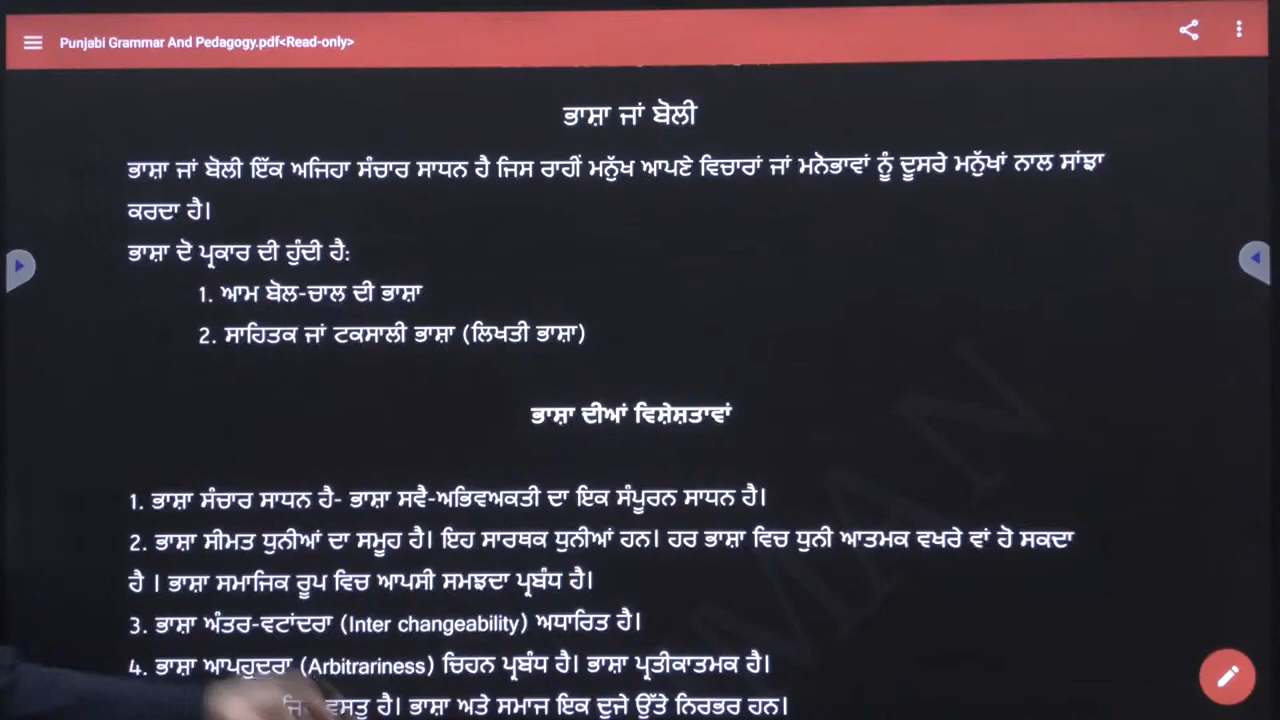 Punjabi Grammar And Pedagogy.pdf<Read-only>
ਭਾਸ਼ਾ ਜਾਂ ਬੋਲੀ
ਭਾਸ਼ਾ ਜਾਂ ਬੋਲੀ ਇੱਕ ਅਜਿਹਾ ਸੰਚਾਰ ਸਾਧਨ ਹੈ ਜਿਸ ਰਾਹੀਂ ਮਨੁੱਖ ਆਪਣੇ ਵਿਚਾਰਾਂ ਜਾਂ ਮਨੋਭਾਵਾਂ ਨੂੰ ਦੂਸਰੇ ਮਨੁੱਖਾਂ ਨਾਲ ਸਾਂਝਾ
ਕਰਦਾ ਹੈ।
ਭਾਸ਼ਾ ਦੋ ਪ੍ਰਕਾਰ ਦੀ ਹੁੰਦੀ ਹੈ:
1. ਆਮ ਬੋਲ-ਚਾਲ ਦੀ ਭਾਸ਼ਾ
2. ਸਾਹਿਤਕ ਜਾਂ ਟਕਸਾਲੀ ਭਾਸ਼ਾ (ਲਿਖਤੀ ਭਾਸ਼ਾ)
ਭਾਸ਼ਾ ਦੀਆਂ ਵਿਸ਼ੇਸ਼ਤਾਵਾਂ
1. ਭਾਸ਼ਾ ਸੰਚਾਰ ਸਾਧਨ ਹੈ- ਭਾਸ਼ਾ ਸਵੈ-ਅਭਿਵਅਕਤੀ ਦਾ ਇਕ ਸੰਪੂਰਨ ਸਾਧਨ ਹੈ।
2. ਭਾਸ਼ਾ ਸੀਮਤ ਧੁਨੀਆਂ ਦਾ ਸਮੂਹ ਹੈ। ਇਹ ਸਾਰਥਕ ਧੁਨੀਆਂ ਹਨ। ਹਰ ਭਾਸ਼ਾ ਵਿਚ ਧੁਨੀ ਆਤਮਕ ਵਖਰੇ ਵਾਂ ਹੋ ਸਕਦਾ
ਹੈ । ਭਾਸ਼ਾ ਸਮਾਜਿਕ ਰੂਪ ਵਿਚ ਆਪਸੀ ਸਮਝਦਾ ਪ੍ਰਬੰਧ ਹੈ।
3. ਭਾਸ਼ਾ ਅੰਤਰ-ਵਟਾਂਦਰਾ (Inter changeability) ਅਧਾਰਿਤ ਹੈ।
4. ਭਾਸ਼ਾ ਆਪਹੁਦਰਾ (Arbitrariness) ਚਿਹਨ ਪ੍ਰਬੰਧ ਹੈ। ਭਾਸ਼ਾ ਪ੍ਰਤੀਕਾਤਮਕ ਹੈ।
ਵਸਤੁ ਹੈ। ਭਾਸ਼ਾ ਅਤੇ ਸਮਾਜ ਇਕ ਦੂਜੇ ਉੱਤੇ ਨਿਰਭਰ ਹਨ।